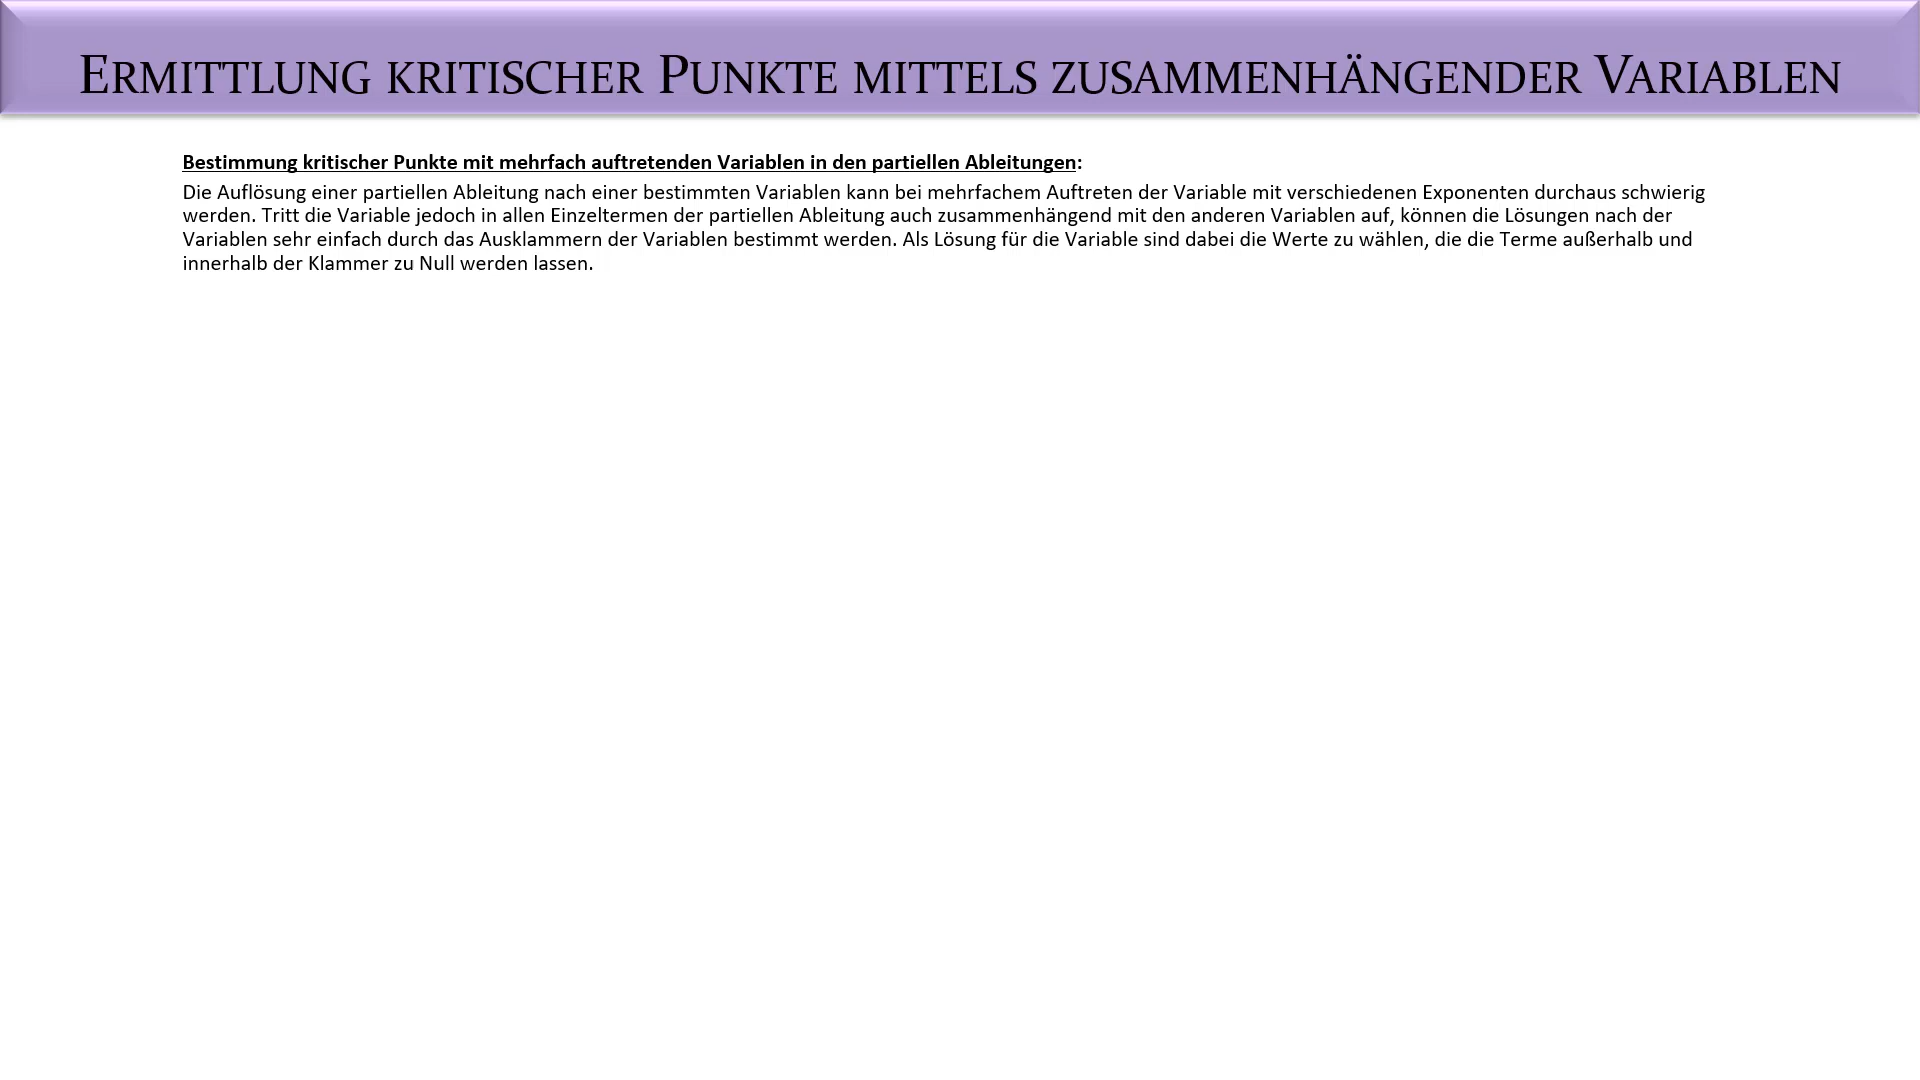 Ermittlung kritischer Punkte mittels zusammenhängender Variablen
Bestimmung kritischer Punkte mit mehrfach auftretenden Variablen in den partiellen Ableitungen:
Die Auflösung einer partiellen Ableitung nach einer bestimmten Variablen kann bei mehrfachem Auftreten der Variable mit verschiedenen Exponenten durchaus schwierig
werden. Tritt die Variable jedoch in allen Einzeltermen der partiellen Ableitung auch zusammenhängend mit den anderen Variablen auf, können die Lösungen nach der
Variablen sehr einfach durch das Ausklammern der Variablen bestimmt werden. Als Lösung für die Variable sind dabei die Werte zu wählen, die die Terme außerhalb und
innerhalb der Klammer zu Null werden lassen.